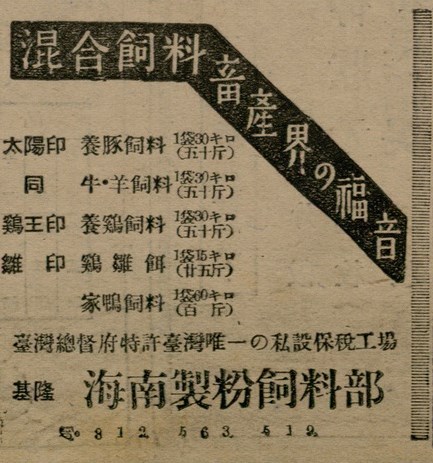 混合飼料
畜産界の福音
太陽印 養豚飼料 1袋30キロ(五十斤)
同 牛・羊飼料 1袋30キロ(五十斤)
鶏王印 養鶏飼料 1袋30キロ(五十斤)
雛印 鶏雛餌 1袋15キロ(廿五斤)
家鴨飼料 1袋60キロ(百斤)
臺灣總督府特許臺灣唯一の私設保税工場
基隆 海南製粉飼料部
812 563 519